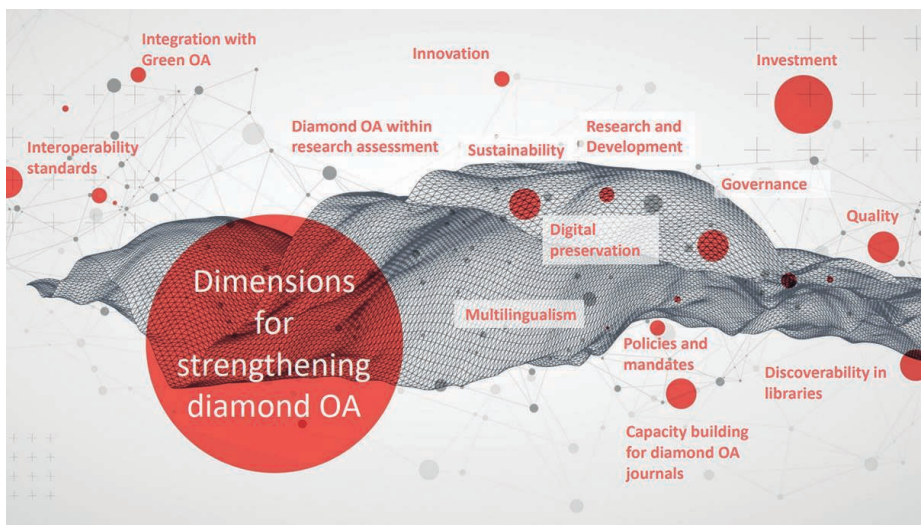 Integration with
Green OA
Innovation
Investment
Interoperability
standards
Diamond OA within
research assessment
Sustainability
Research and
Development
Governance
Quality
Digital
preservation
Dimensions
for
strengthening
diamond OA
Multilingualism
Policies and
mandates
Discoverability in
libraries
Capacity building
for diamond OA
journals